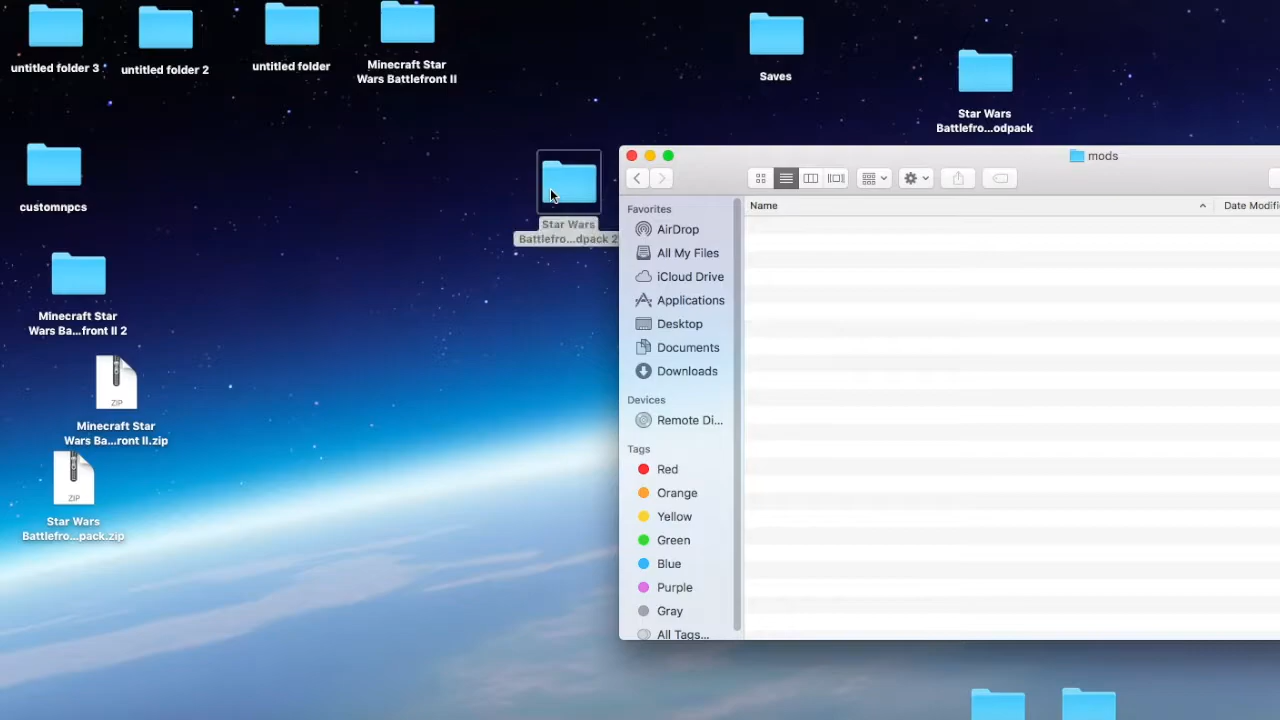 untitled folder 3
untitled folder 2
untitled folder
Minecraft Star
Wars Battlefront II
Saves
Star Wars
Battlefro...odpack
customnpcs
Star Wars
Battlefro...dpack 2
Minecraft Star
Wars Ba...front II 2
ZIP
Minecraft Star
Wars Ba...ront II.zip
ZIP
Star Wars
Battlefro...pack.zip
mods
Name
Date Modifi
Favorites
AirDrop
All My Files
iCloud Drive
Applications
Desktop
Documents
Downloads
Devices
Remote Di...
Tags
Red
Orange
Yellow
Green
Blue
Purple
Gray
All Tags...